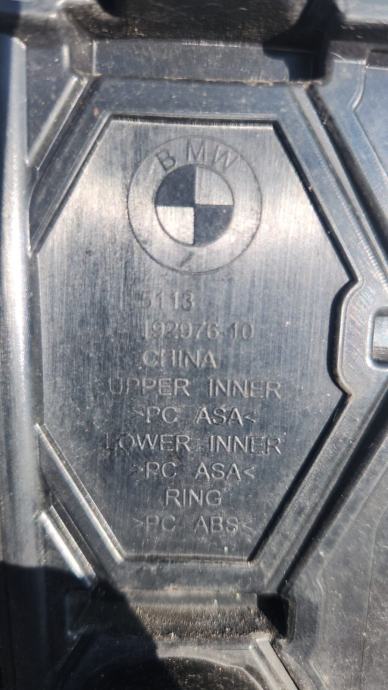 BMW
5113
192976-10
CHINA
UPPER INNER
>PC ASA<
LOWER INNER
>PC ASA<
RING
>PC ABS<